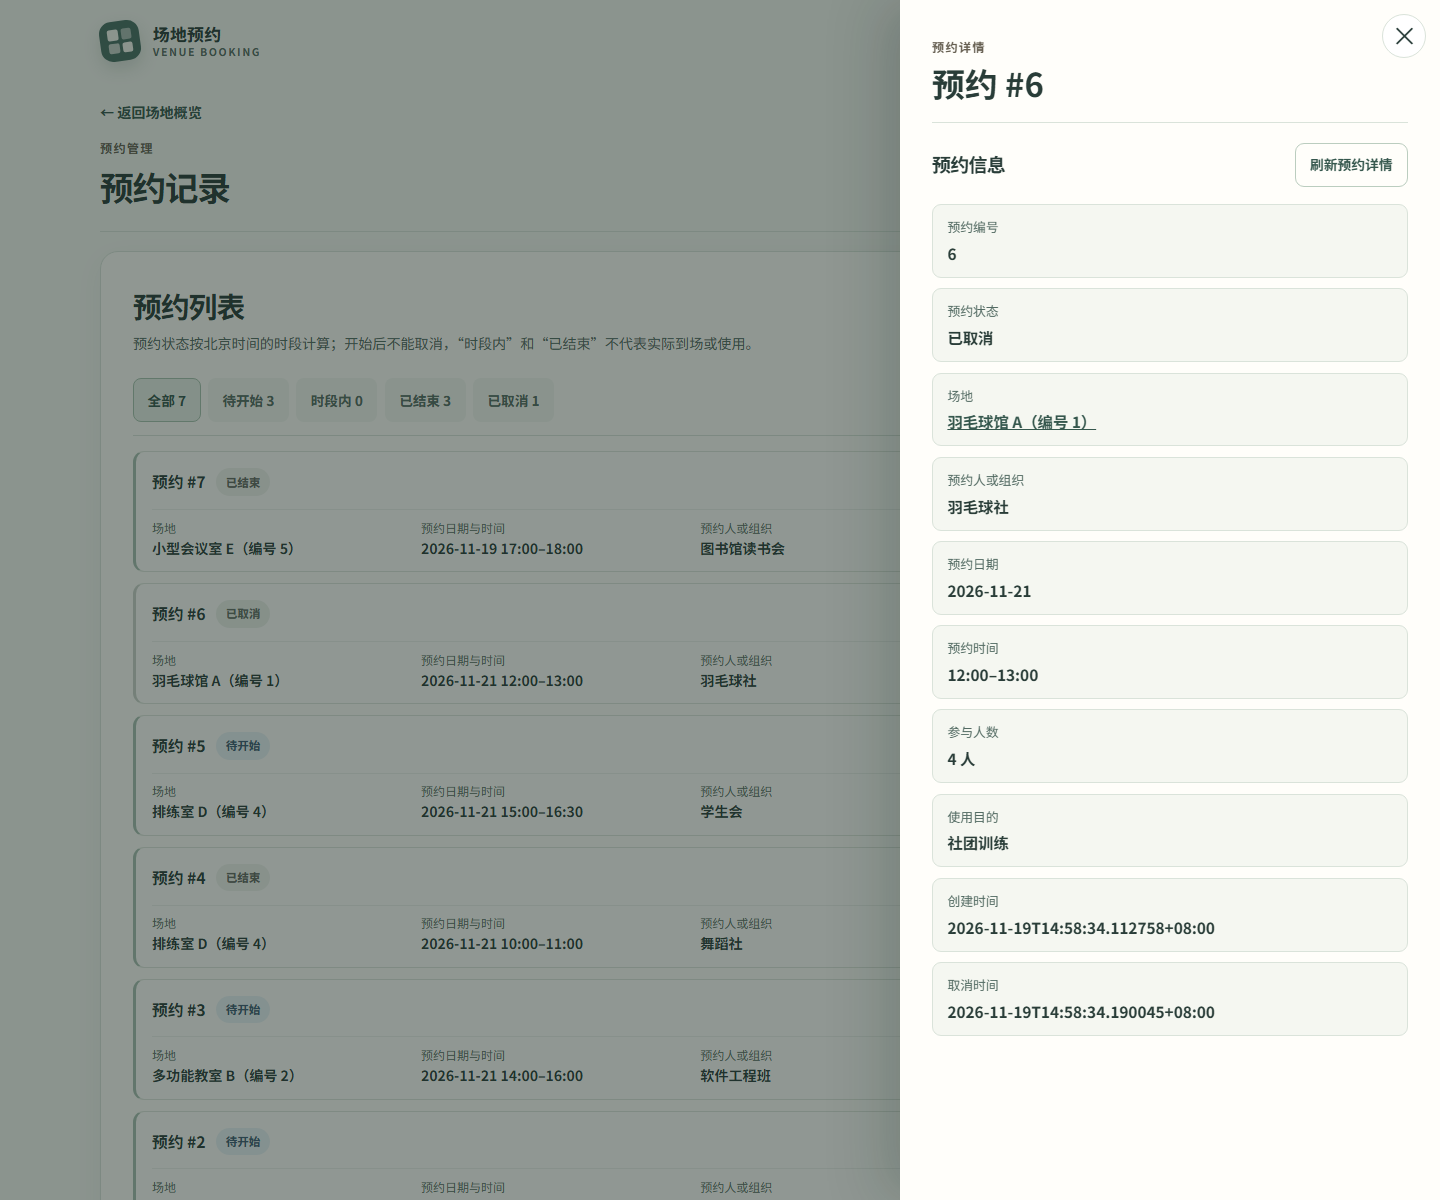 场地预约
VENUE BOOKING
← 返回场地概览
预约管理
预约记录
预约列表
预约状态按北京时间的时段计算；开始后不能取消，“时段内”和“已结束”不代表实际到场或使用。
全部 7
待开始 3
时段内 0
已结束 3
已取消 1
预约 #7 已结束
场地 预约日期与时间 预约人或组织
小型会议室 E（编号 5） 2026-11-19 17:00–18:00 图书馆读书会
预约 #6 已取消
场地 预约日期与时间 预约人或组织
羽毛球馆 A（编号 1） 2026-11-21 12:00–13:00 羽毛球社
预约 #5 待开始
场地 预约日期与时间 预约人或组织
排练室 D（编号 4） 2026-11-21 15:00–16:30 学生会
预约 #4 已结束
场地 预约日期与时间 预约人或组织
排练室 D（编号 4） 2026-11-21 10:00–11:00 舞蹈社
预约 #3 待开始
场地 预约日期与时间 预约人或组织
多功能教室 B（编号 2） 2026-11-21 14:00–16:00 软件工程班
预约 #2 待开始
场地 预约日期与时间 预约人或组织
预约详情
预约 #6
预约信息
刷新预约详情
预约编号
6
预约状态
已取消
场地
羽毛球馆 A（编号 1）
预约人或组织
羽毛球社
预约日期
2026-11-21
预约时间
12:00–13:00
参与人数
4 人
使用目的
社团训练
创建时间
2026-11-19T14:58:34.112758+08:00
取消时间
2026-11-19T14:58:34.190045+08:00